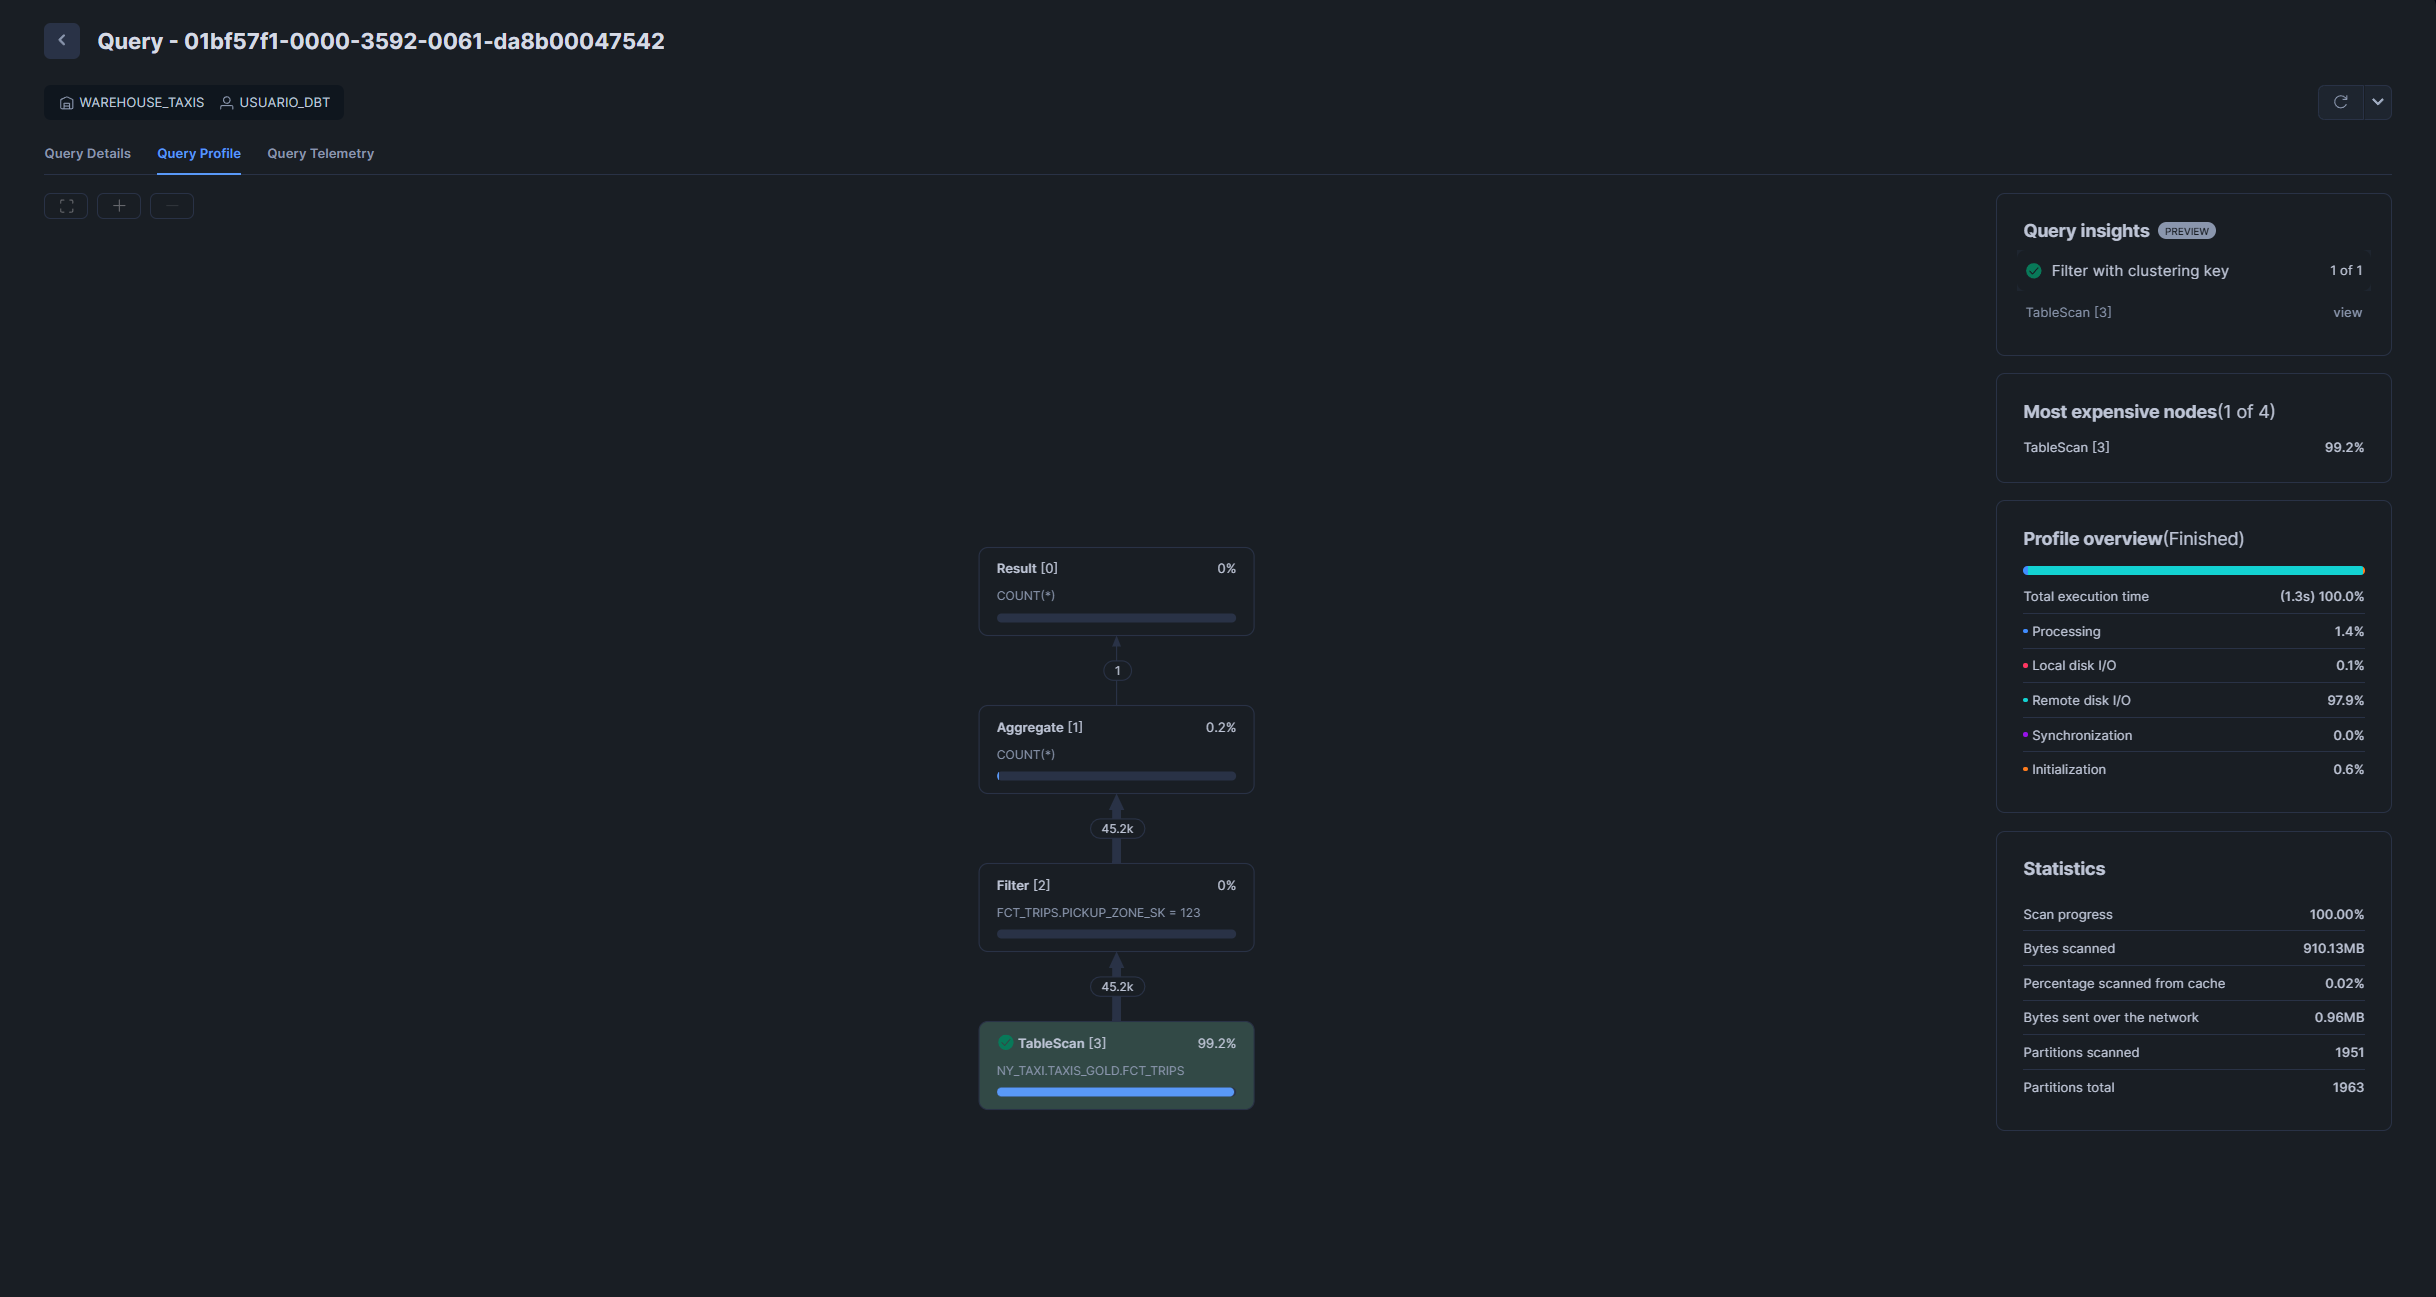 Query - 01bf57f1-0000-3592-0061-da8b00047542
WAREHOUSE_TAXIS USUARIO_DBT
Query Details Query Profile Query Telemetry
Result [0] 0%
COUNT(*)
1
Aggregate [1] 0.2%
COUNT(*)
45.2k
Filter [2] 0%
FCT_TRIPS.PICKUP_ZONE_SK = 123
45.2k
TableScan [3] 99.2%
NY_TAXI.TAXIS_GOLD.FCT_TRIPS
Query insights PREVIEW
Filter with clustering key 1 of 1
TableScan [3] view
Most expensive nodes(1 of 4)
TableScan [3] 99.2%
Profile overview(Finished)
Total execution time (1.3s) 100.0%
Processing 1.4%
Local disk I/O 0.1%
Remote disk I/O 97.9%
Synchronization 0.0%
Initialization 0.6%
Statistics
Scan progress 100.00%
Bytes scanned 910.13MB
Percentage scanned from cache 0.02%
Bytes sent over the network 0.96MB
Partitions scanned 1951
Partitions total 1963